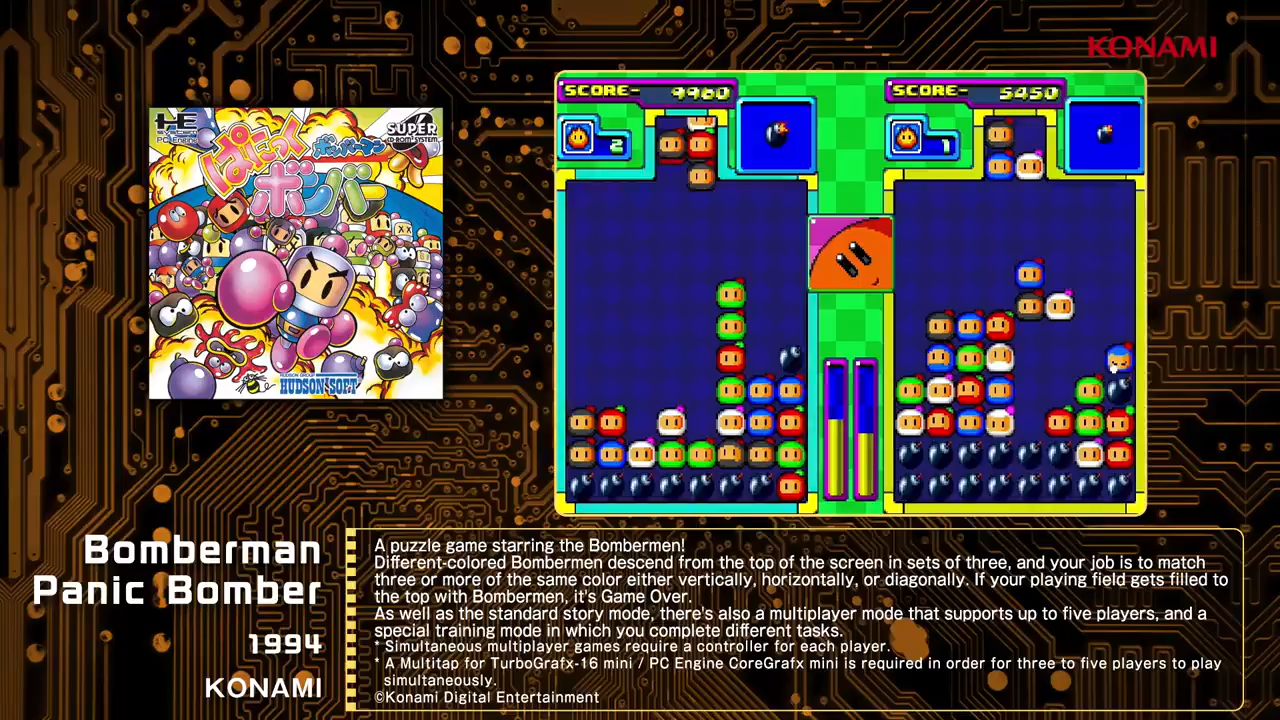 KONAMI
SCORE- 9960
SCORE- 5450
2
1
HE
SYSTEM
PC Engine
SUPER
CD-ROM² SYSTEM
ぱにっく
ボンバーマン
ボンバー
HUDSON GROUP
HUDSON SOFT
Bomberman
Panic Bomber
1994
KONAMI
A puzzle game starring the Bombermen!
Different-colored Bombermen descend from the top of the screen in sets of three, and your job is to match
three or more of the same color either vertically, horizontally, or diagonally. If your playing field gets filled to
the top with Bombermen, it's Game Over.
As well as the standard story mode, there's also a multiplayer mode that supports up to five players, and a
special training mode in which you complete different tasks.
* Simultaneous multiplayer games require a controller for each player.
* A Multitap for TurboGrafx-16 mini / PC Engine CoreGrafx mini is required in order for three to five players to play
simultaneously.
©Konami Digital Entertainment